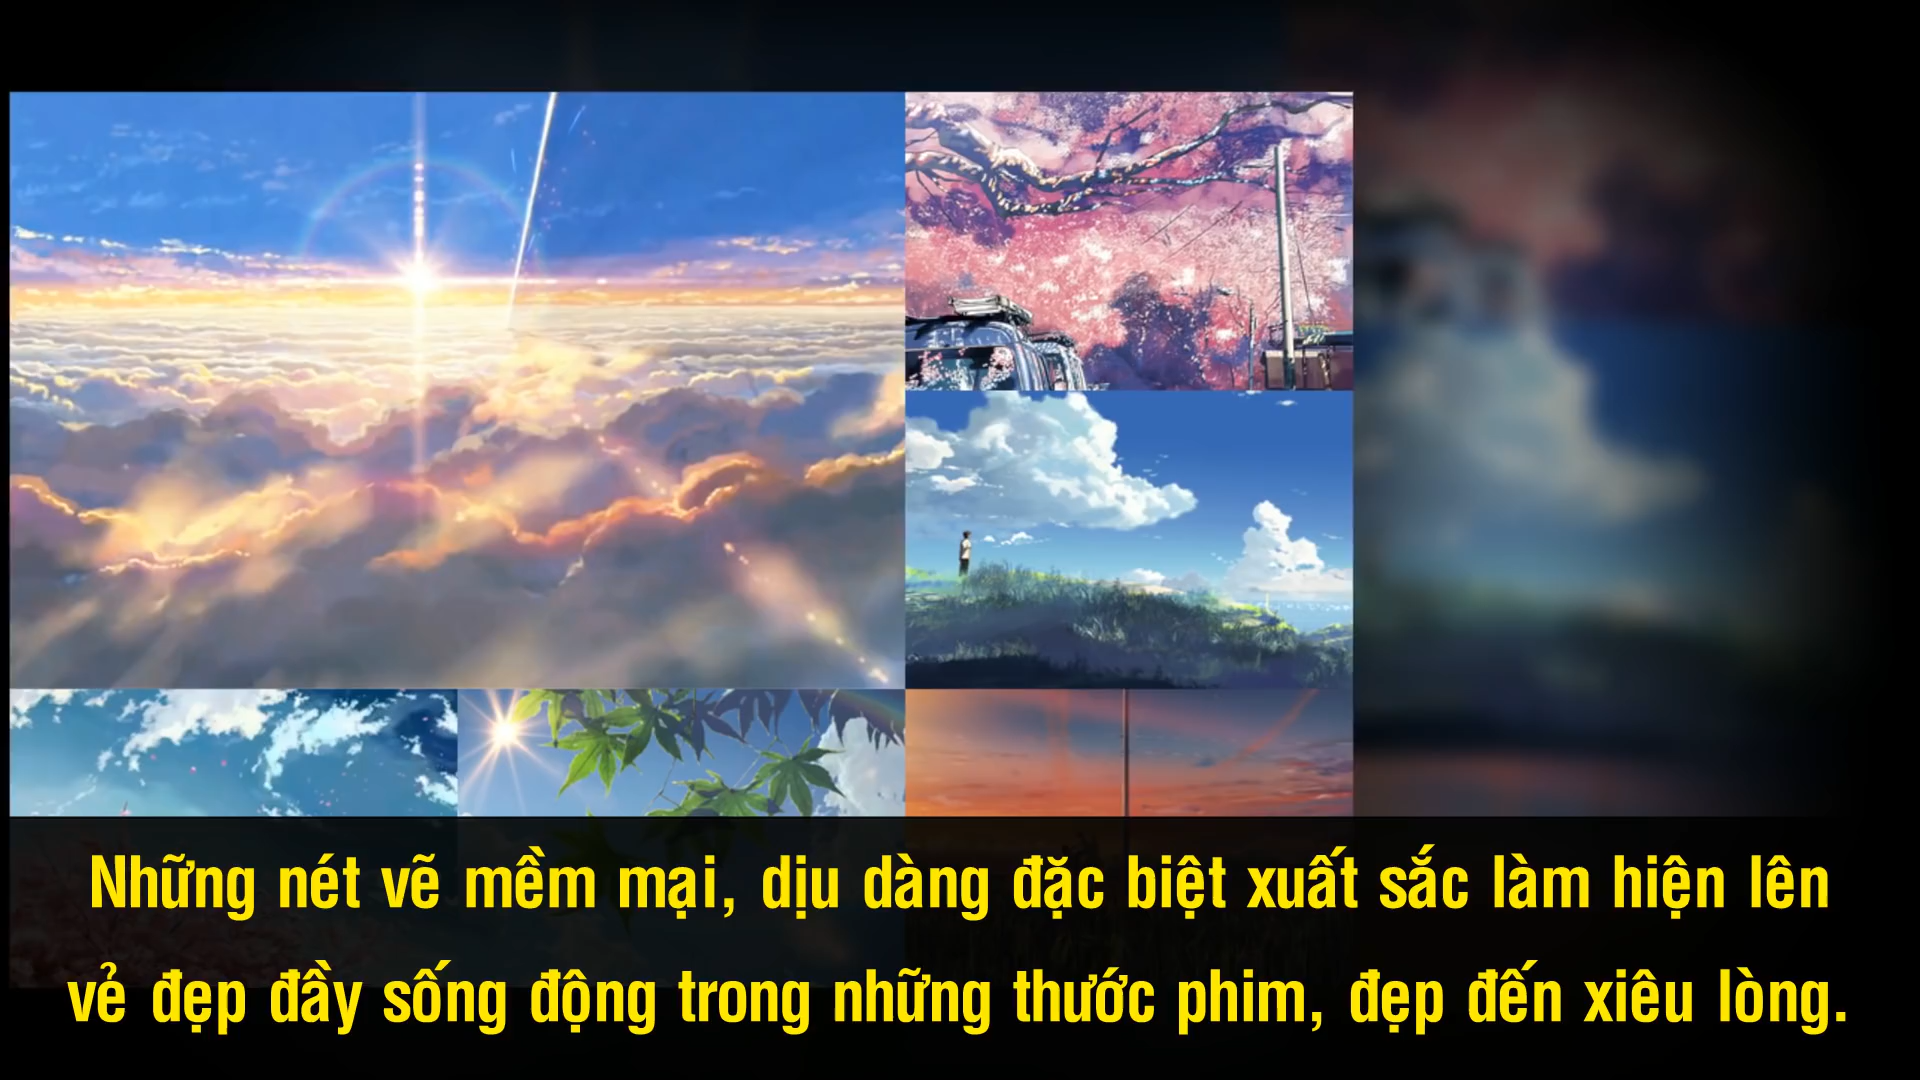 Những nét vẽ mềm mại, dịu dàng đặc biệt xuất sắc làm hiện lên
vẻ đẹp đầy sống động trong những thước phim, đẹp đến xiêu lòng.